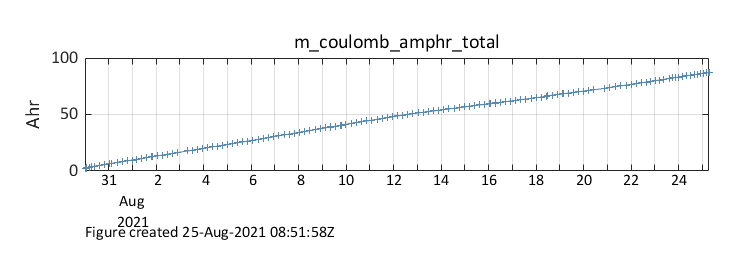 m_coulomb_amphr_total
Ahr
100
50
0
31 2 4 6 8 10 12 14 16 18 20 22 24
Aug
2021
Figure created 25-Aug-2021 08:51:58Z